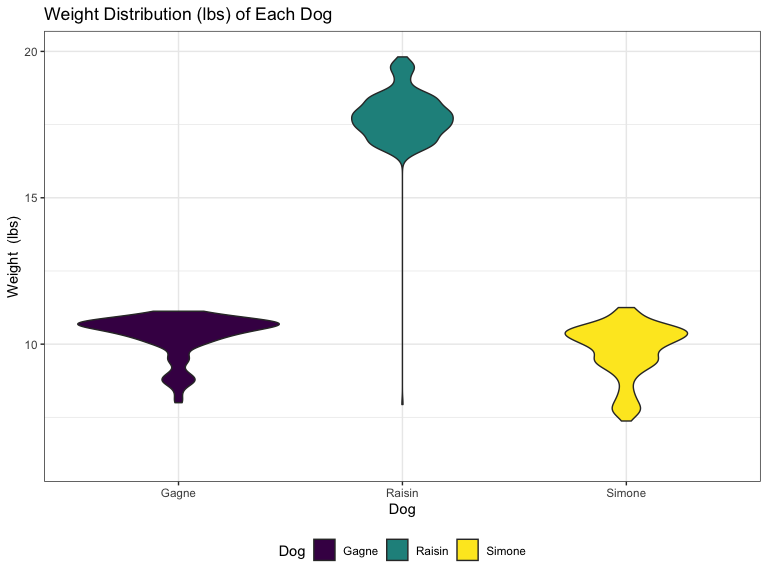 Weight Distribution (lbs) of Each Dog
20
15
10
Weight  (lbs)
Gagne Raisin Simone
Dog
Dog Gagne Raisin Simone